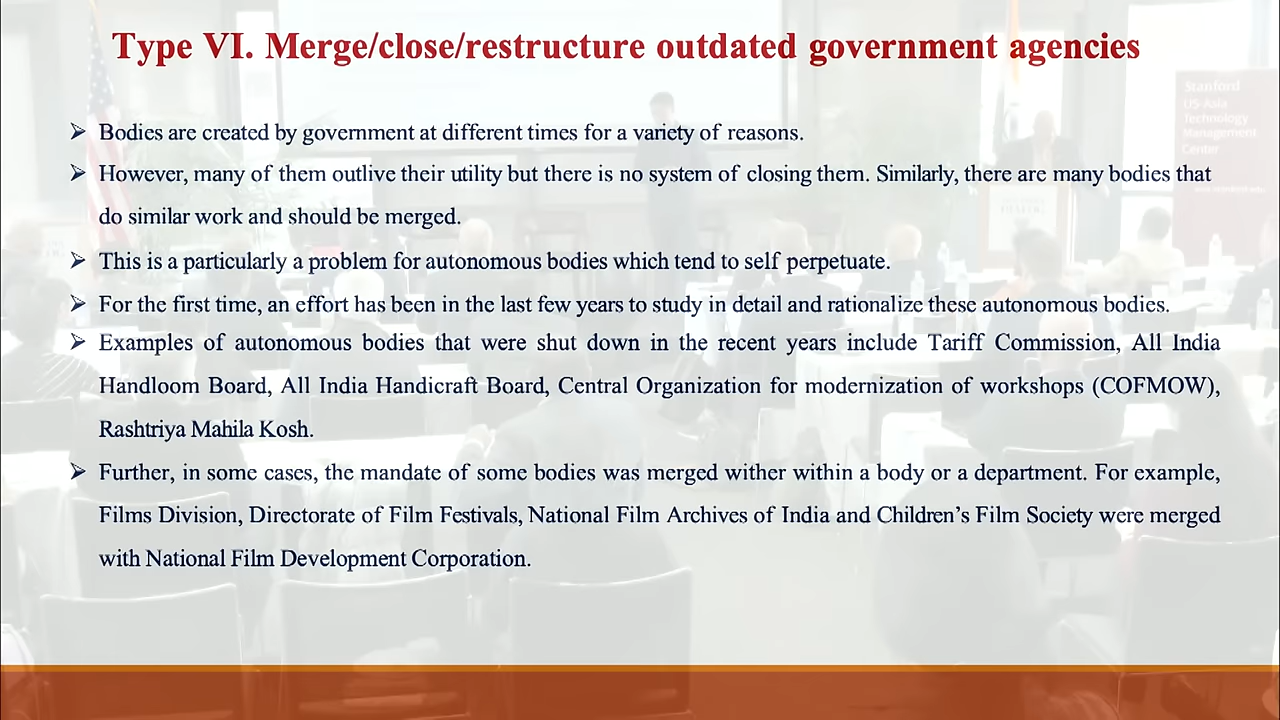 Type VI. Merge/close/restructure outdated government agencies
Stanford
US-Asia
Technology
Management
Center
➢ Bodies are created by government at different times for a variety of reasons.
➢ However, many of them outlive their utility but there is no system of closing them. Similarly, there are many bodies that
do similar work and should be merged.
➢ This is a particularly a problem for autonomous bodies which tend to self perpetuate.
➢ For the first time, an effort has been in the last few years to study in detail and rationalize these autonomous bodies.
➢ Examples of autonomous bodies that were shut down in the recent years include Tariff Commission, All India
Handloom Board, All India Handicraft Board, Central Organization for modernization of workshops (COFMOW),
Rashtriya Mahila Kosh.
➢ Further, in some cases, the mandate of some bodies was merged wither within a body or a department. For example,
Films Division, Directorate of Film Festivals, National Film Archives of India and Children’s Film Society were merged
with National Film Development Corporation.